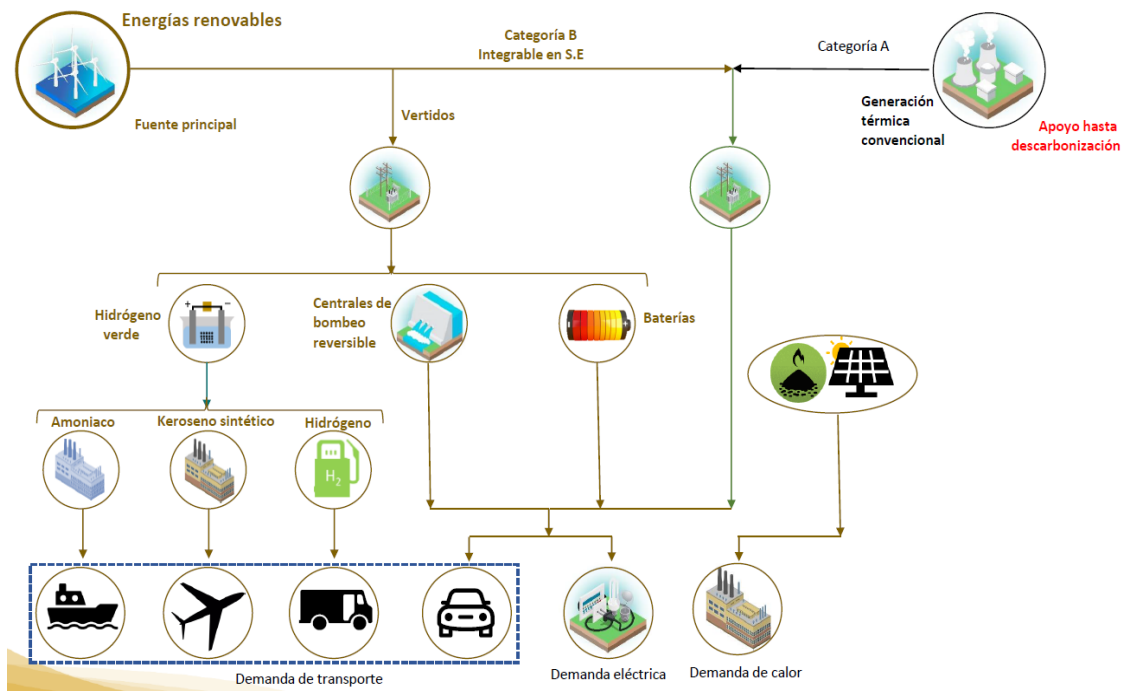 Energías renovables
Categoría B
Integrable en S.E
Categoría A
Fuente principal
Vertidos
Generación
térmica
convencional
Apoyo hasta
descarbonización
Hidrógeno
verde
+
−
Centrales de
bombeo
reversible
Baterías
Amoniaco
Keroseno sintético
Hidrógeno
H2
Demanda de transporte
Demanda eléctrica
Demanda de calor